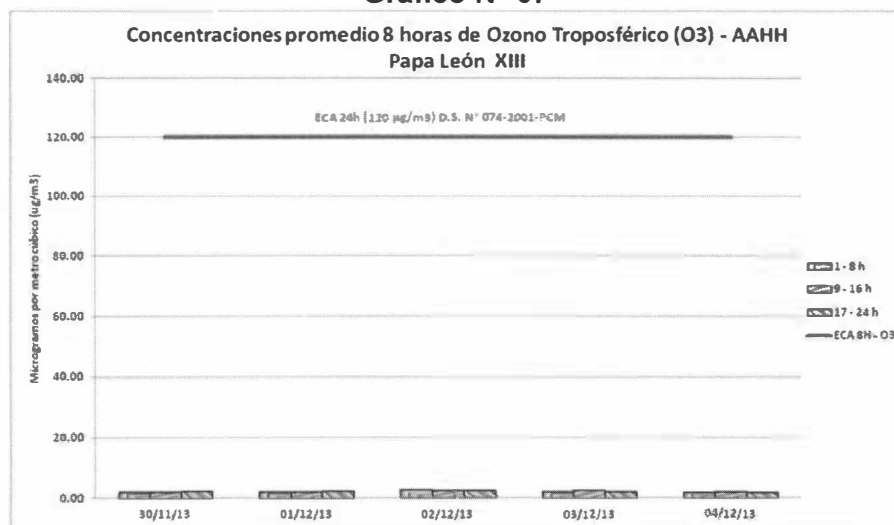 Concentraciones promedio 8 horas de Ozono Troposférico (O3) - AAHH
Papa León XIII
Microgramos por metro cúbico (ug/m3)
140.00
120.00
100.00
80.00
60.00
40.00
20.00
0.00
ECA 24h (120 µg/m3) D.S. N° 074-2001-PCM
30/11/13
01/12/13
02/12/13
03/12/13
04/12/13
1 - 8 h
9 - 16 h
17 - 24 h
ECA 8H - O3